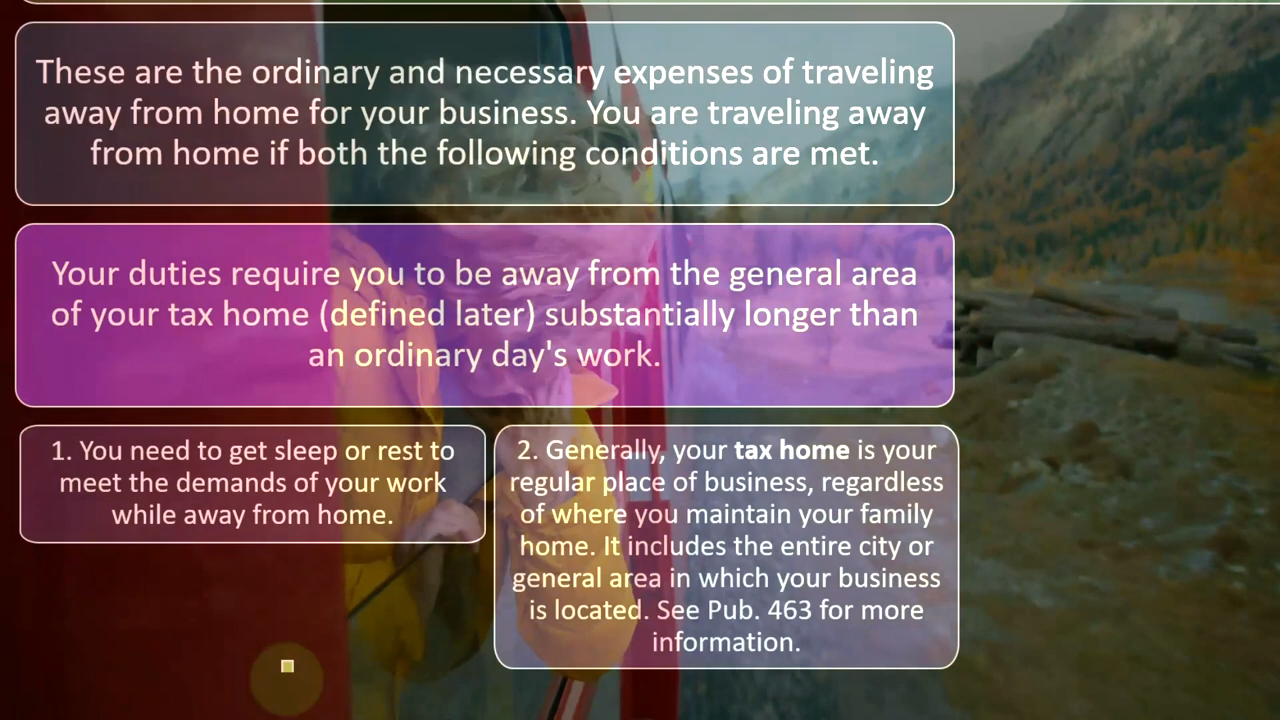 These are the ordinary and necessary expenses of traveling
away from home for your business. You are traveling away
from home if both the following conditions are met.
Your duties require you to be away from the general area
of your tax home (defined later) substantially longer than
an ordinary day's work.
1. You need to get sleep or rest to
meet the demands of your work
while away from home.
2. Generally, your tax home is your
regular place of business, regardless
of where you maintain your family
home. It includes the entire city or
general area in which your business
is located. See Pub. 463 for more
information.